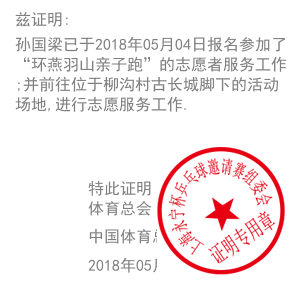 兹证明:
孙国梁已于2018年05月04日报名参加了
“环燕羽山亲子跑”的志愿者服务工作
;并前往位于柳沟村古长城脚下的活动
场地,进行志愿服务工作.
特此证明
体育总会
中国体育总
2018年05月
上海永宁杯乒乓球邀请赛组委会
证明专用章